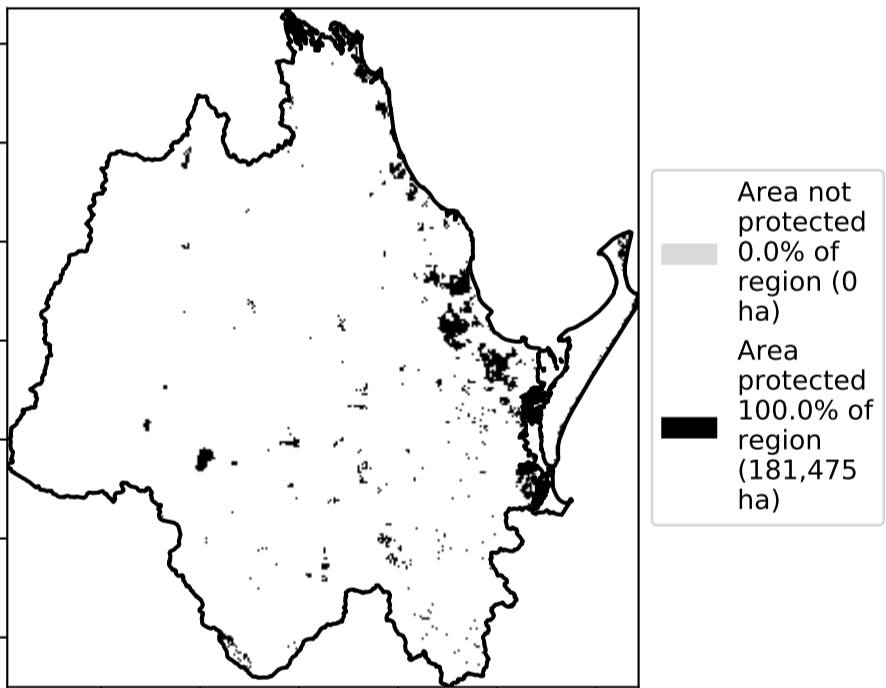 Area not
protected
0.0% of
region (0
ha)
Area
protected
100.0% of
region
(181,475
ha)